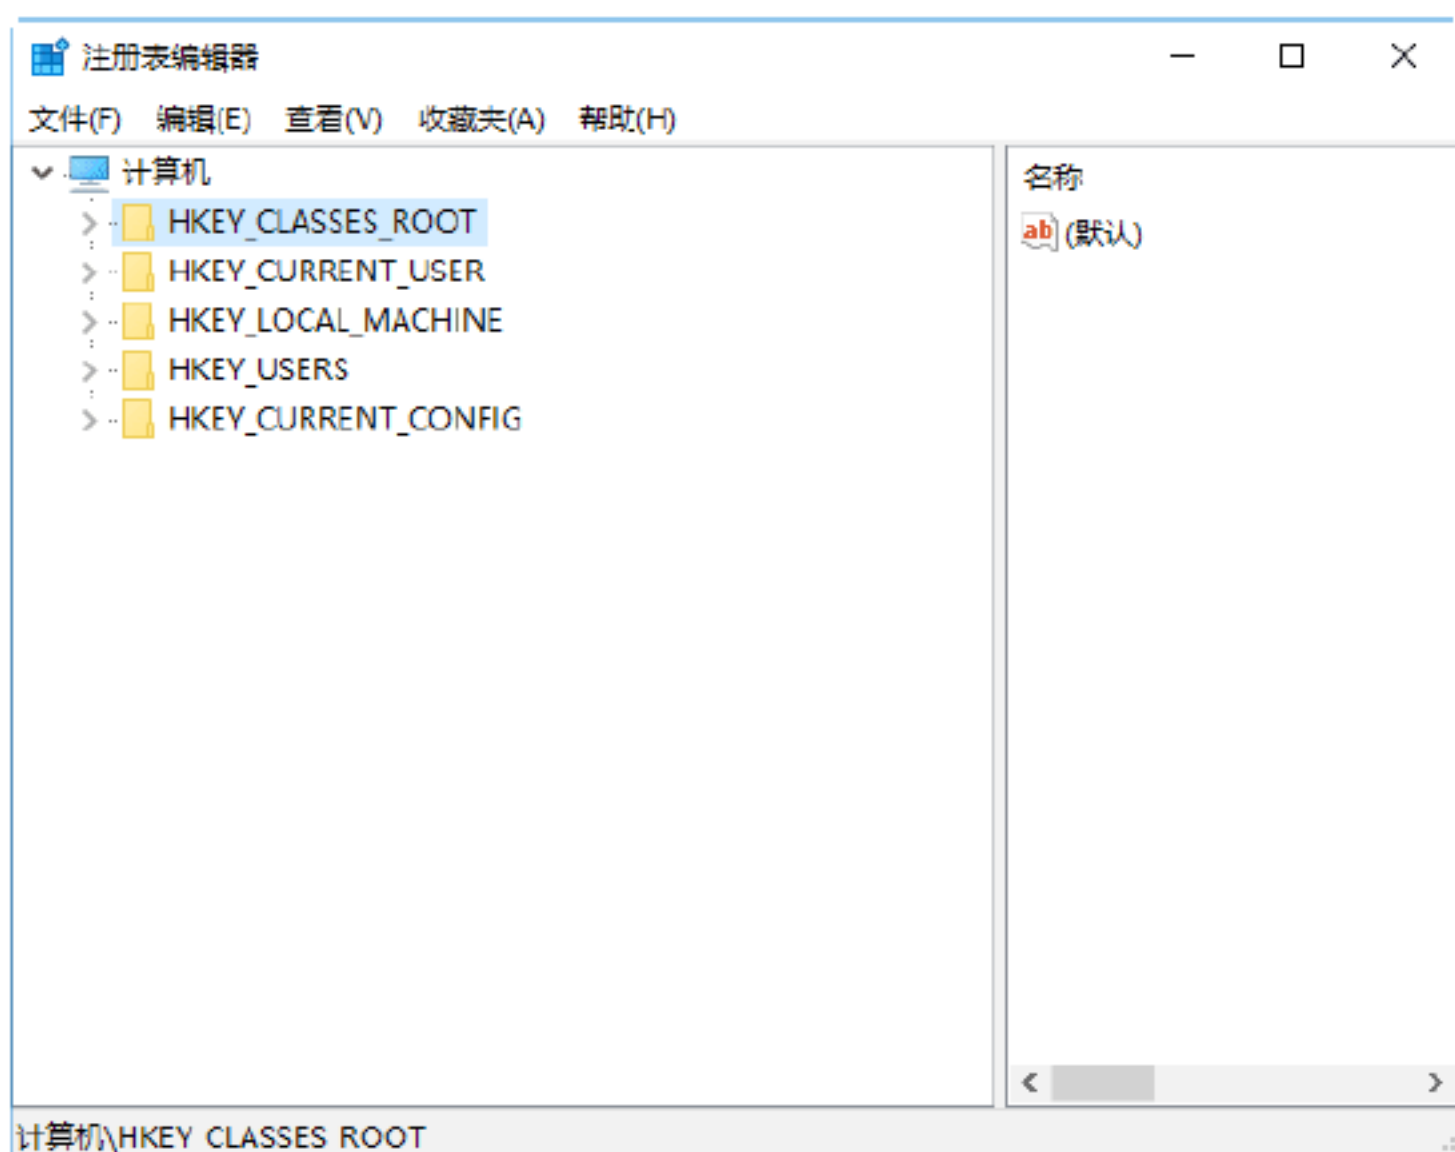 注册表编辑器
文件(F) 编辑(E) 查看(V) 收藏夹(A) 帮助(H)
计算机
HKEY_CLASSES_ROOT
HKEY_CURRENT_USER
HKEY_LOCAL_MACHINE
HKEY_USERS
HKEY_CURRENT_CONFIG
名称
ab (默认)
计算机\HKEY_CLASSES_ROOT